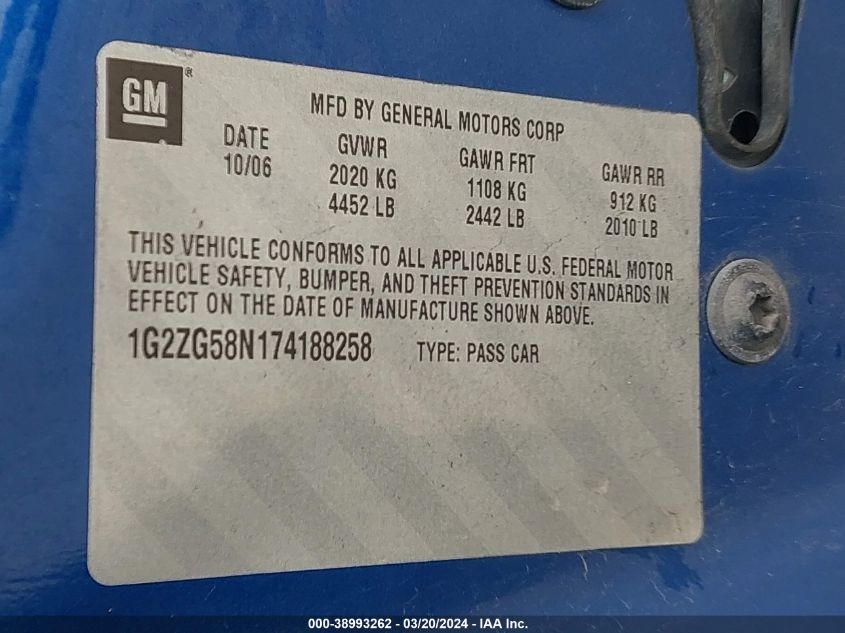 GM®
MFD BY GENERAL MOTORS CORP
DATE GVWR GAWR FRT GAWR RR
10/06 2020 KG 1108 KG 912 KG
4452 LB 2442 LB 2010 LB
THIS VEHICLE CONFORMS TO ALL APPLICABLE U.S. FEDERAL MOTOR
VEHICLE SAFETY, BUMPER, AND THEFT PREVENTION STANDARDS IN
EFFECT ON THE DATE OF MANUFACTURE SHOWN ABOVE.
1G2ZG58N174188258 TYPE: PASS CAR
000-38993262 - 03/20/2024 - IAA Inc.